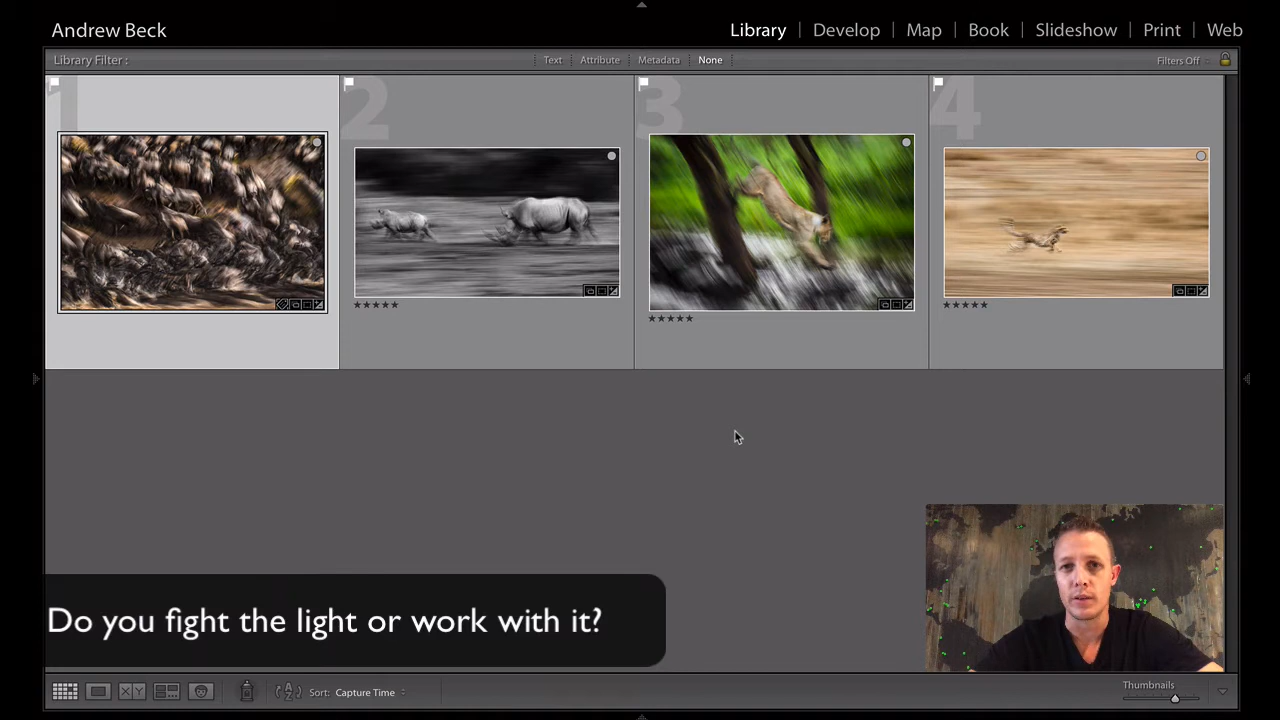 Andrew Beck
Library | Develop | Map | Book | Slideshow | Print | Web
Library Filter :
Text | Attribute | Metadata | None
Filters Off
1
2
3
4
★★★★★
★★★★★
★★★★★
Do you fight the light or work with it?
X Y
A Z
Sort: Capture Time
Thumbnails